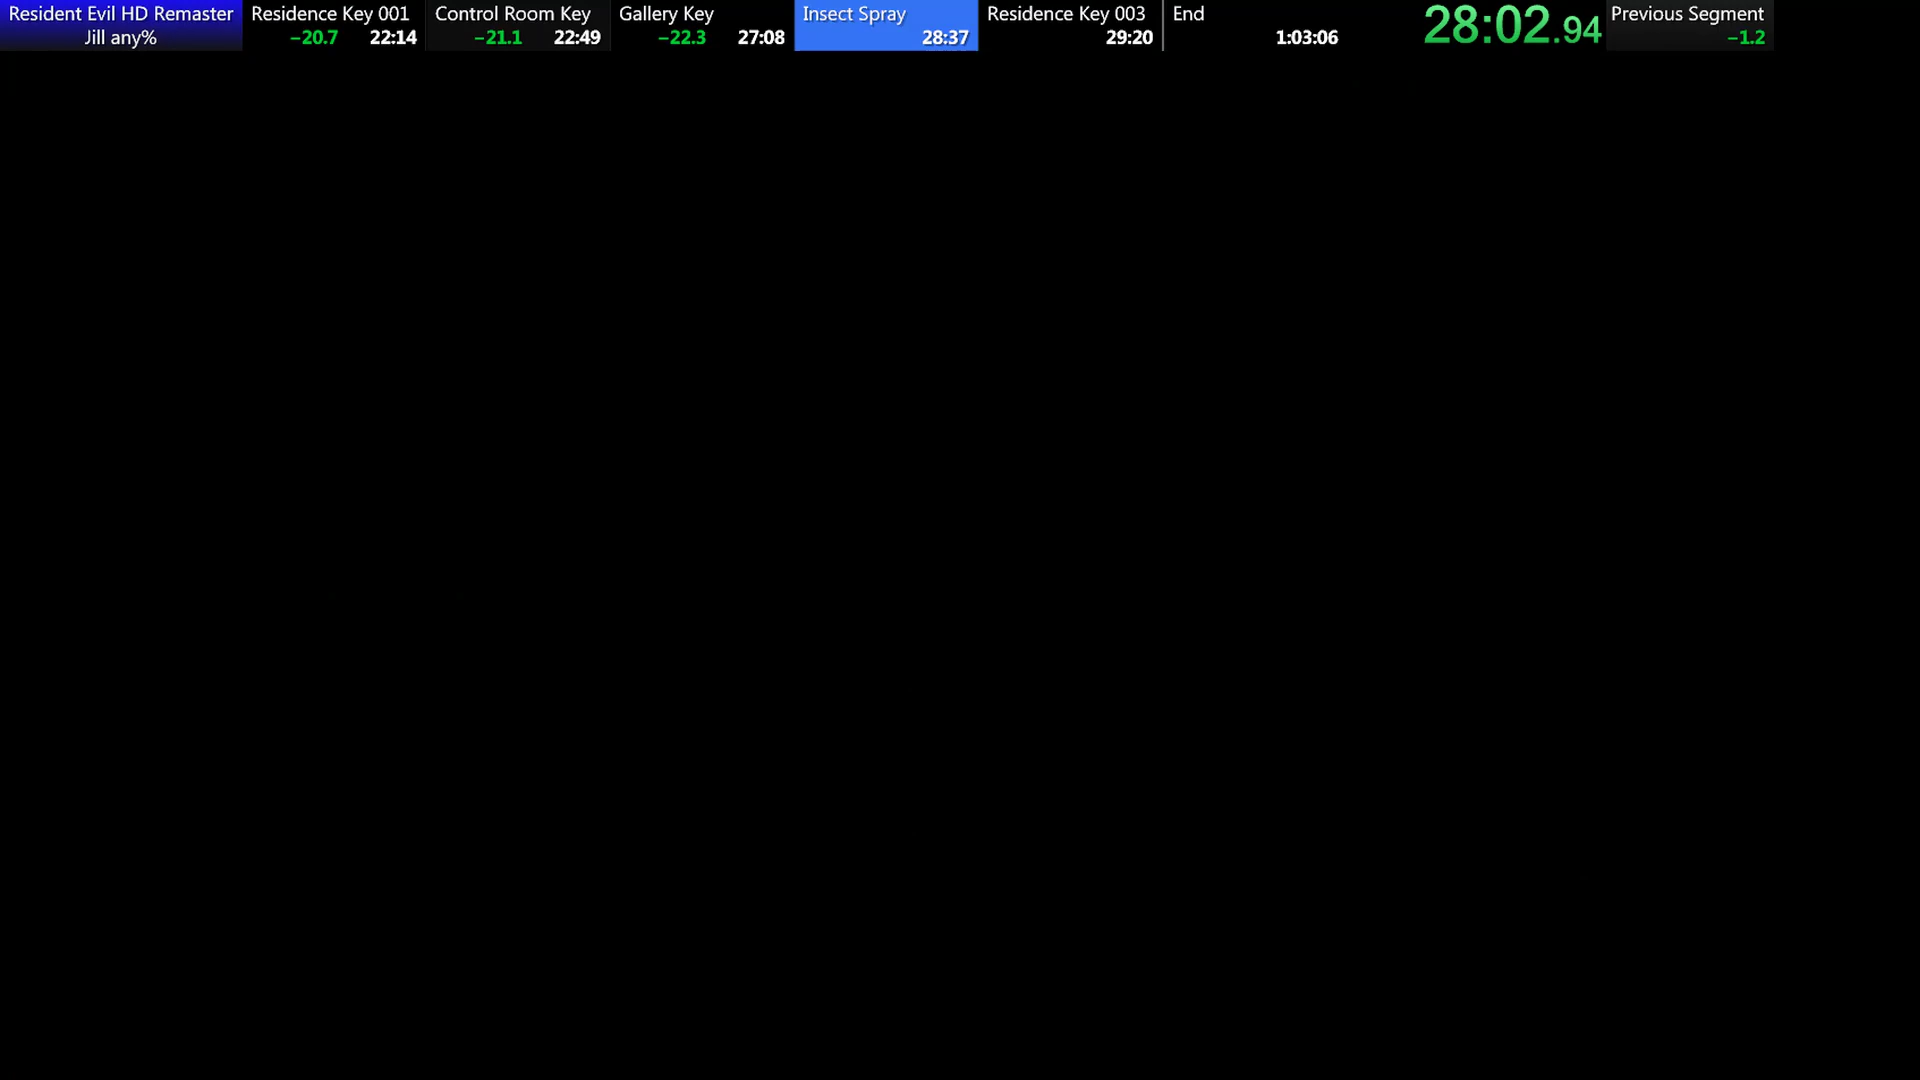 Resident Evil HD Remaster
Jill any%
Residence Key 001
−20.7 22:14
Control Room Key
−21.1 22:49
Gallery Key
−22.3 27:08
Insect Spray
28:37
Residence Key 003
29:20
End
1:03:06
28:02.94
Previous Segment
−1.2